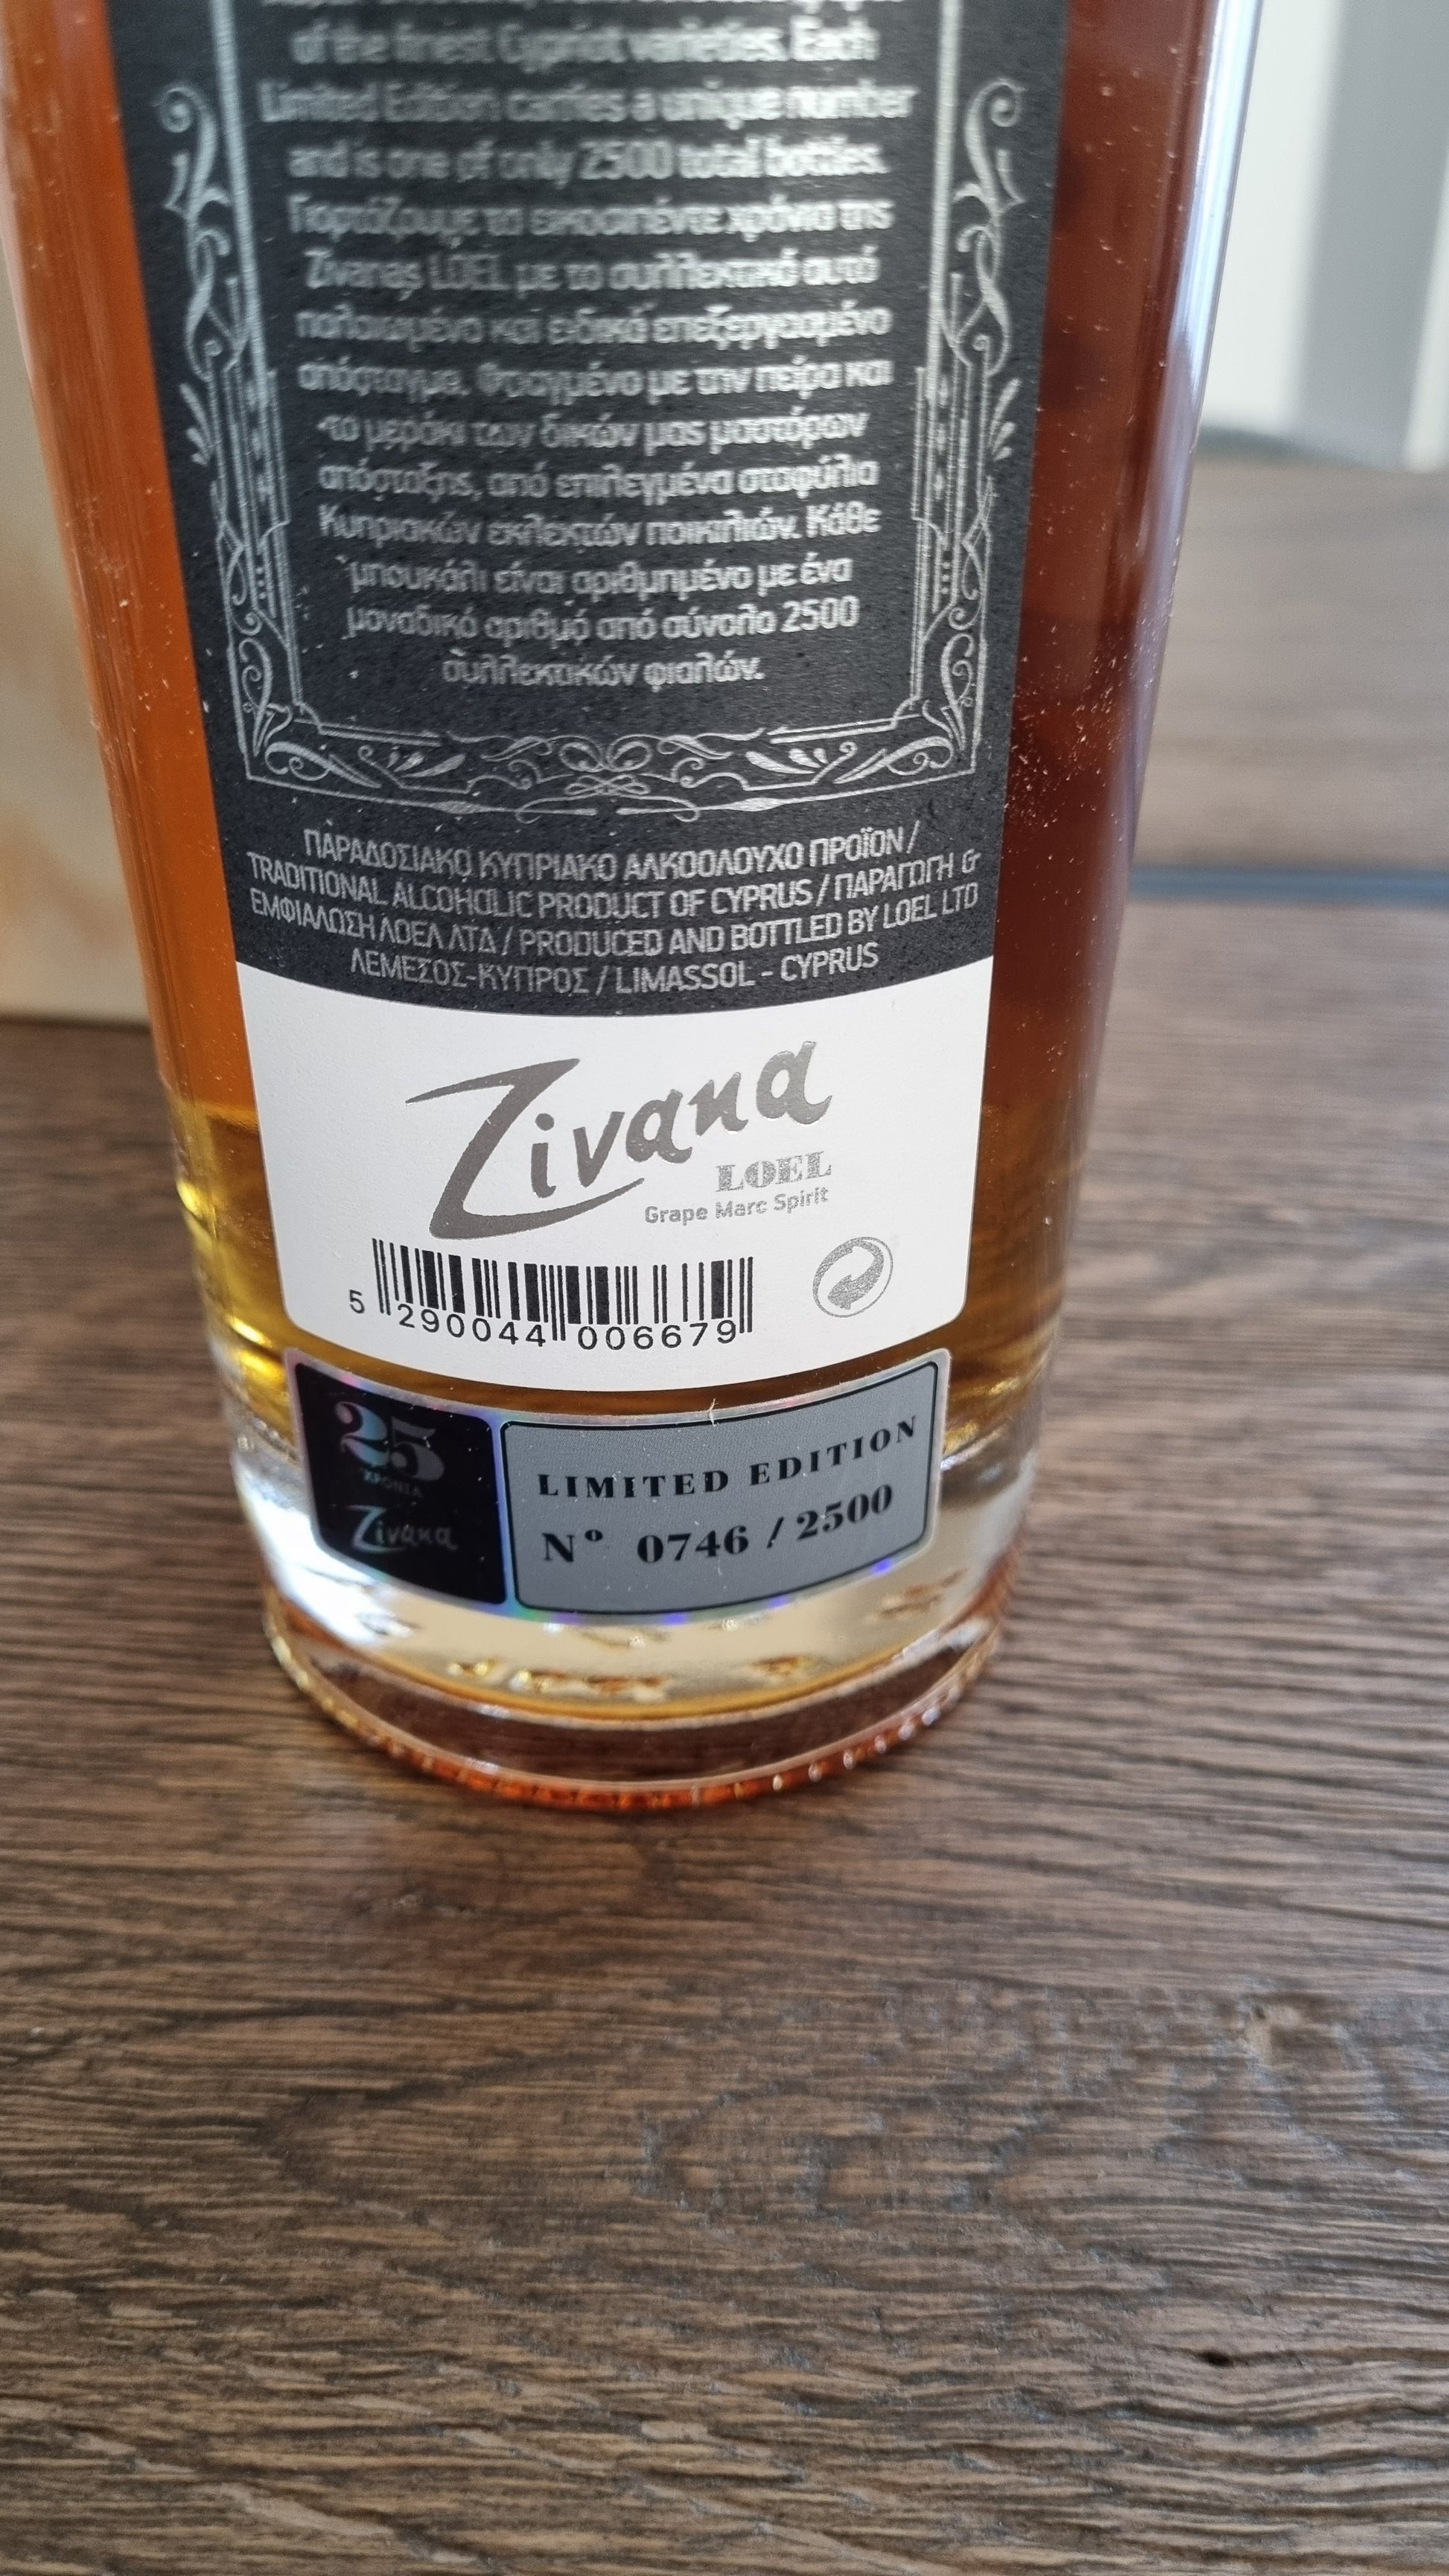 of the finest Cypriot varieties. Each
Limited Edition carries a unique number
and is one of only 2500 total bottles.
Γιορτάζουμε τα εικοσιπέντε χρόνια της
Zivanaς LOEL με το συλλεκτικό αυτό
παλαιωμένο και ειδικά επεξεργασμένο
απόσταγμα. Φτιαγμένο με την πείρα και
το μεράκι των δικών μας μαστόρων
απόσταξης, από επιλεγμένα σταφύλια
Κυπριακών εκλεκτών ποικιλιών. Κάθε
μπουκάλι είναι αριθμημένο με ένα
μοναδικό αριθμό από σύνολο 2500
συλλεκτικών φιαλών.
ΠΑΡΑΔΟΣΙΑΚΟ ΚΥΠΡΙΑΚΟ ΑΛΚΟΟΛΟΥΧΟ ΠΡΟΪΟΝ /
TRADITIONAL ALCOHOLIC PRODUCT OF CYPRUS / ΠΑΡΑΓΩΓΗ &
ΕΜΦΙΑΛΩΣΗ ΛΟΕΛ ΛΤΔ / PRODUCED AND BOTTLED BY LOEL LTD
ΛΕΜΕΣΟΣ-ΚΥΠΡΟΣ / LIMASSOL - CYPRUS
Zivana
LOEL
Grape Marc Spirit
5 290044 006679
25
ΧΡΟΝΙΑ
Zivana
LIMITED EDITION
Nº 0746 / 2500